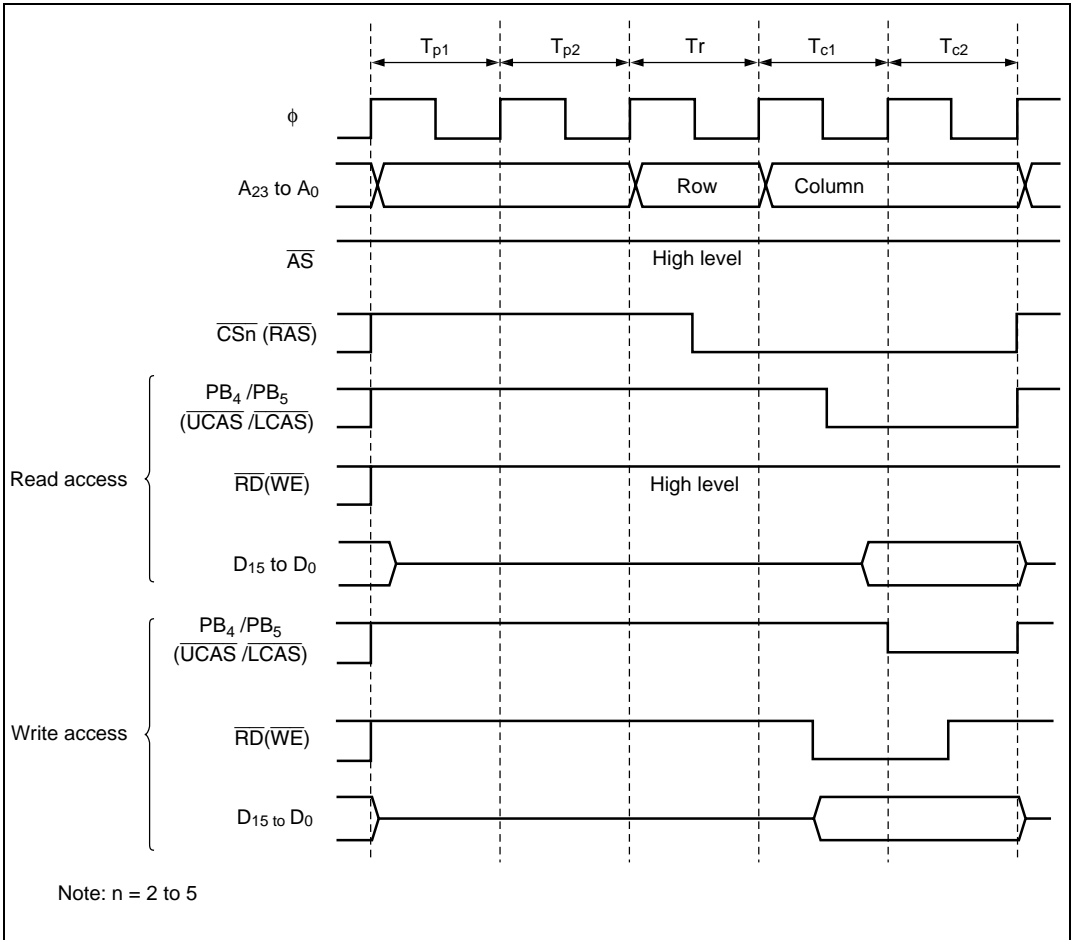 Tp1 Tp2 Tr Tc1 Tc2
ϕ
A23 to A0 Row Column
AS High level
CSn (RAS)
PB4 /PB5
(UCAS /LCAS)
Read access
RD(WE) High level
D15 to D0
PB4 /PB5
(UCAS /LCAS)
Write access
RD(WE)
D15 to D0
Note: n = 2 to 5